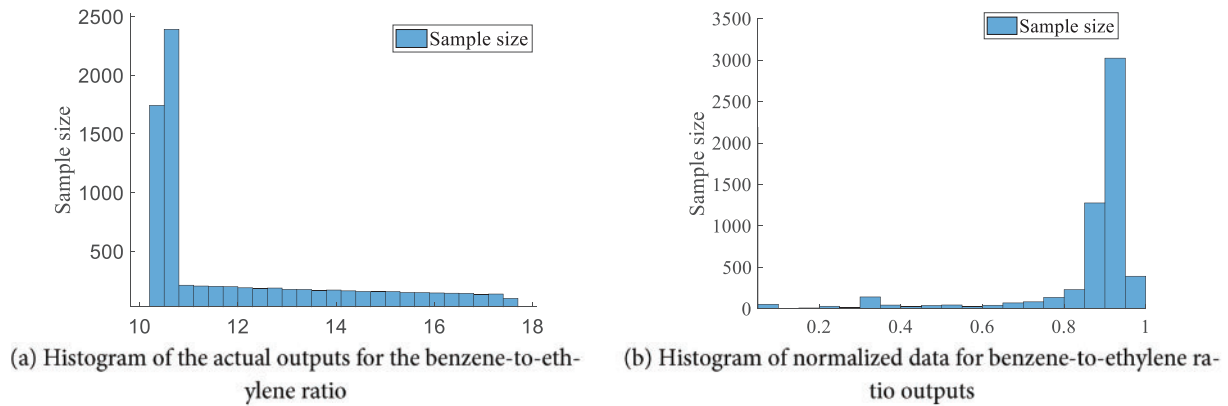 2500
2000
1500
1000
500
Sample size
Sample size
10 12 14 16 18
(a) Histogram of the actual outputs for the benzene-to-eth-
ylene ratio
3500
3000
2500
2000
1500
1000
500
0
Sample size
Sample size
0.2 0.4 0.6 0.8 1
(b) Histogram of normalized data for benzene-to-ethylene ra-
tio outputs